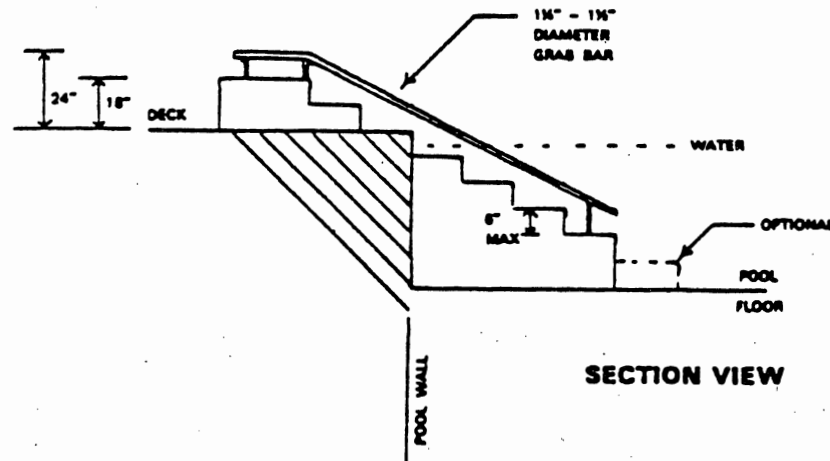 1¼" – 1½"
DIAMETER
GRAB BAR
24"
18"
DECK
WATER
6"
MAX
OPTIONAL
POOL
FLOOR
POOL WALL
SECTION VIEW